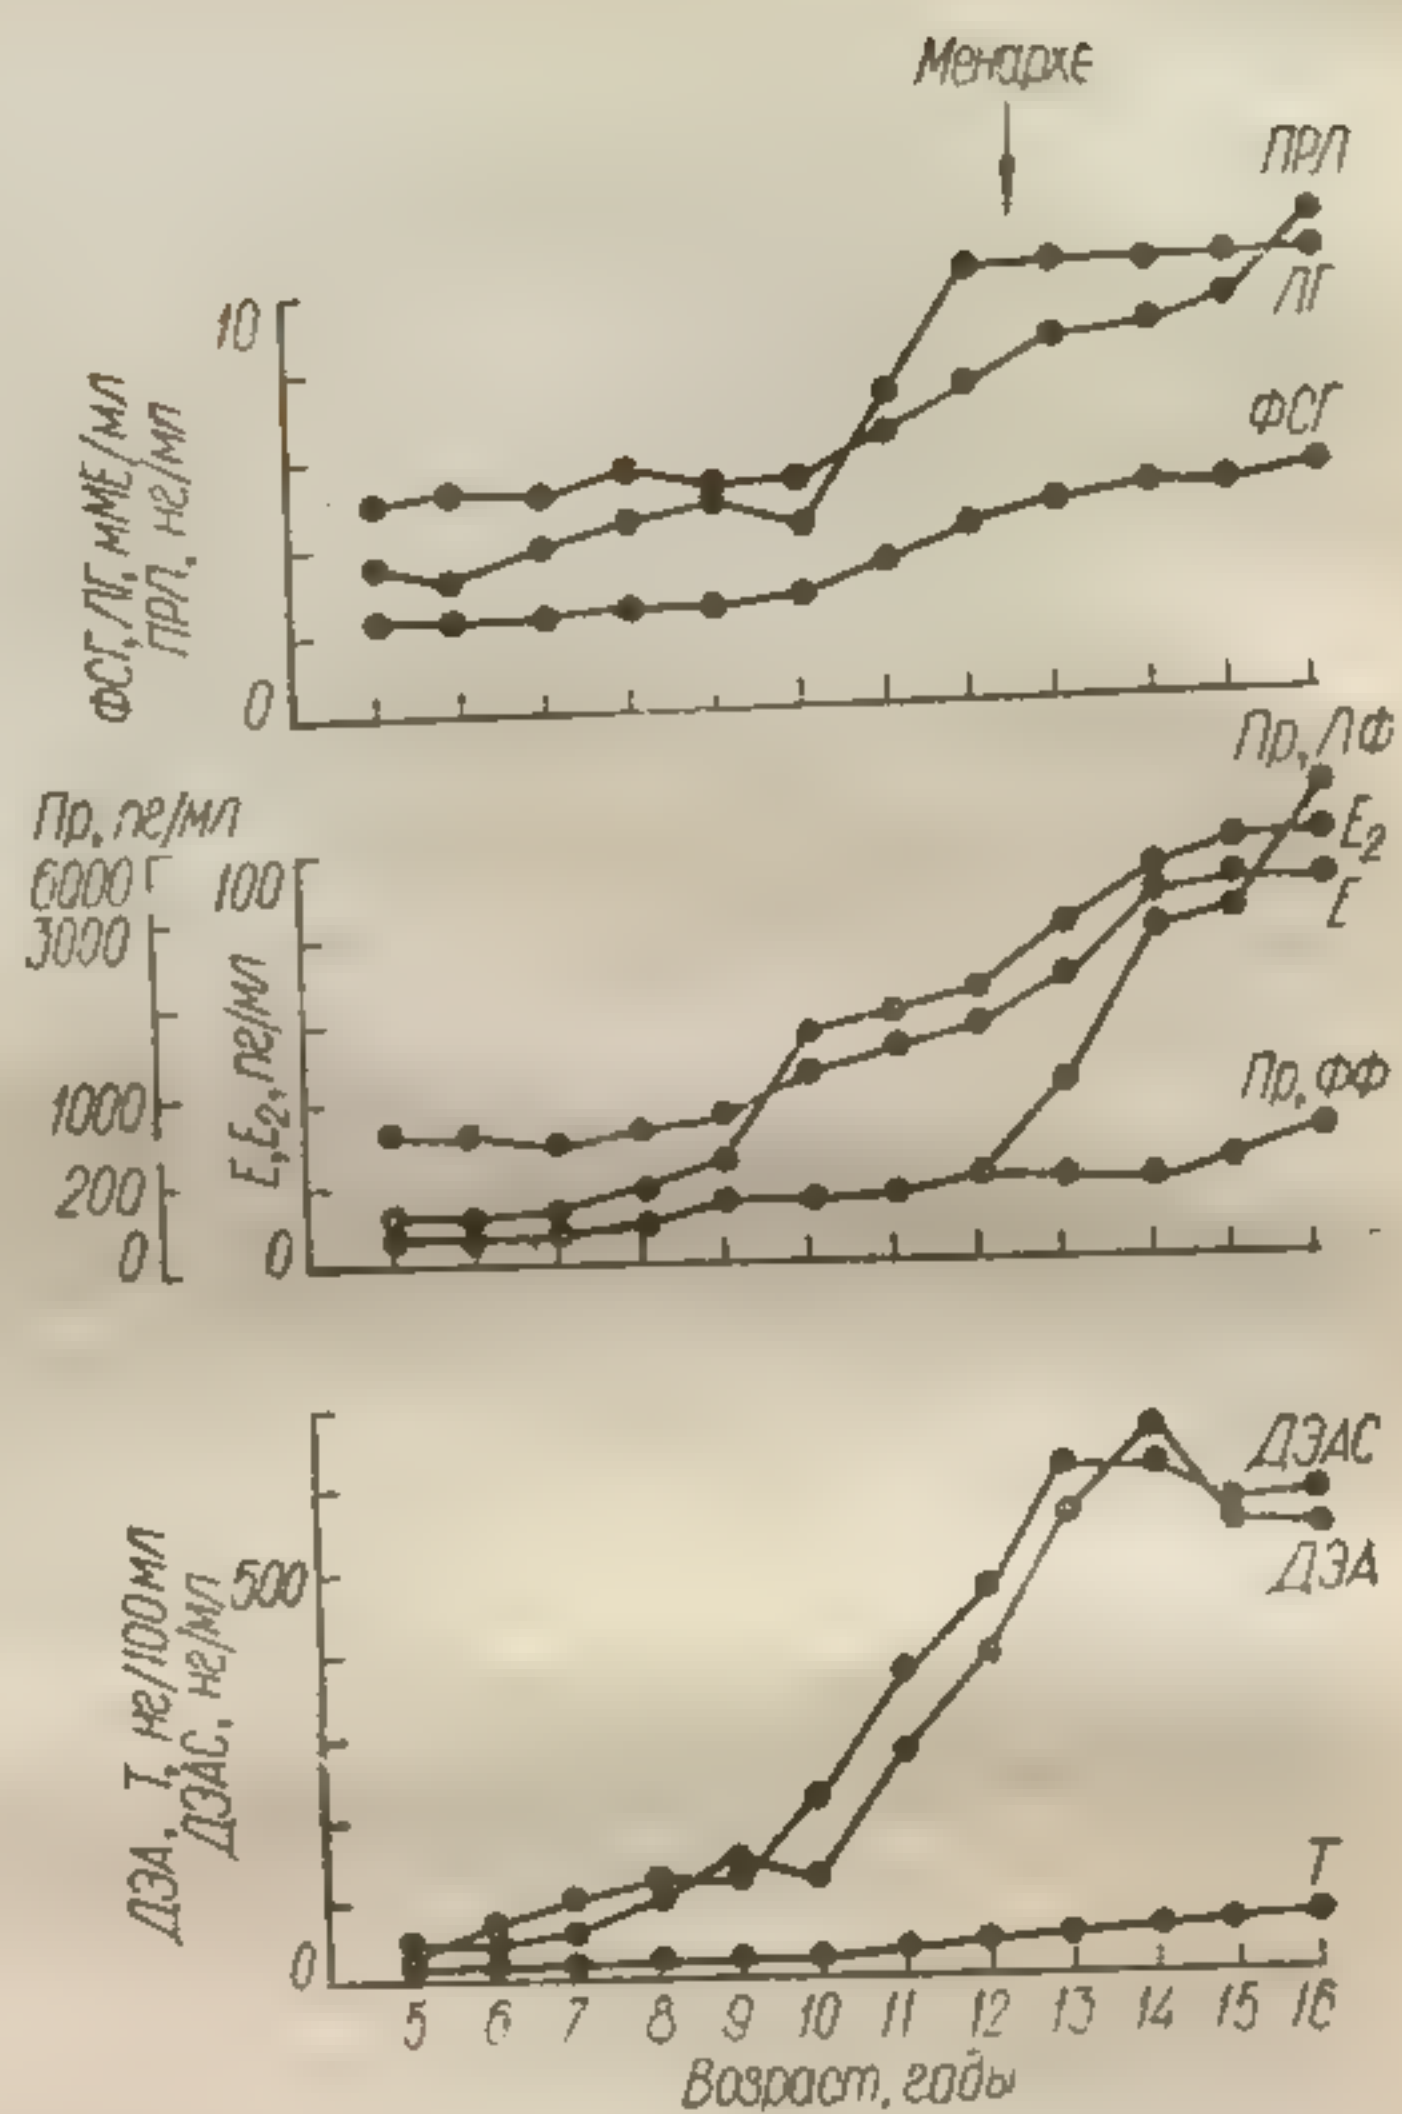 Менархе
ПРЛ
ЛГ
ФСГ
10
0
ФСГ, ЛГ, мМЕ/мл
ПРЛ, нг/мл
Пр, ЛФ
E2
E
Пр, ФФ
Пр, пг/мл
6000
3000
1000
200
0
100
0
E, E2, пг/мл
ДЭАС
ДЭА
Т
500
0
ДЭА, Т, нг/100мл
ДЭАС, нг/мл
5 6 7 8 9 10 11 12 13 14 15 16
Возраст, годы